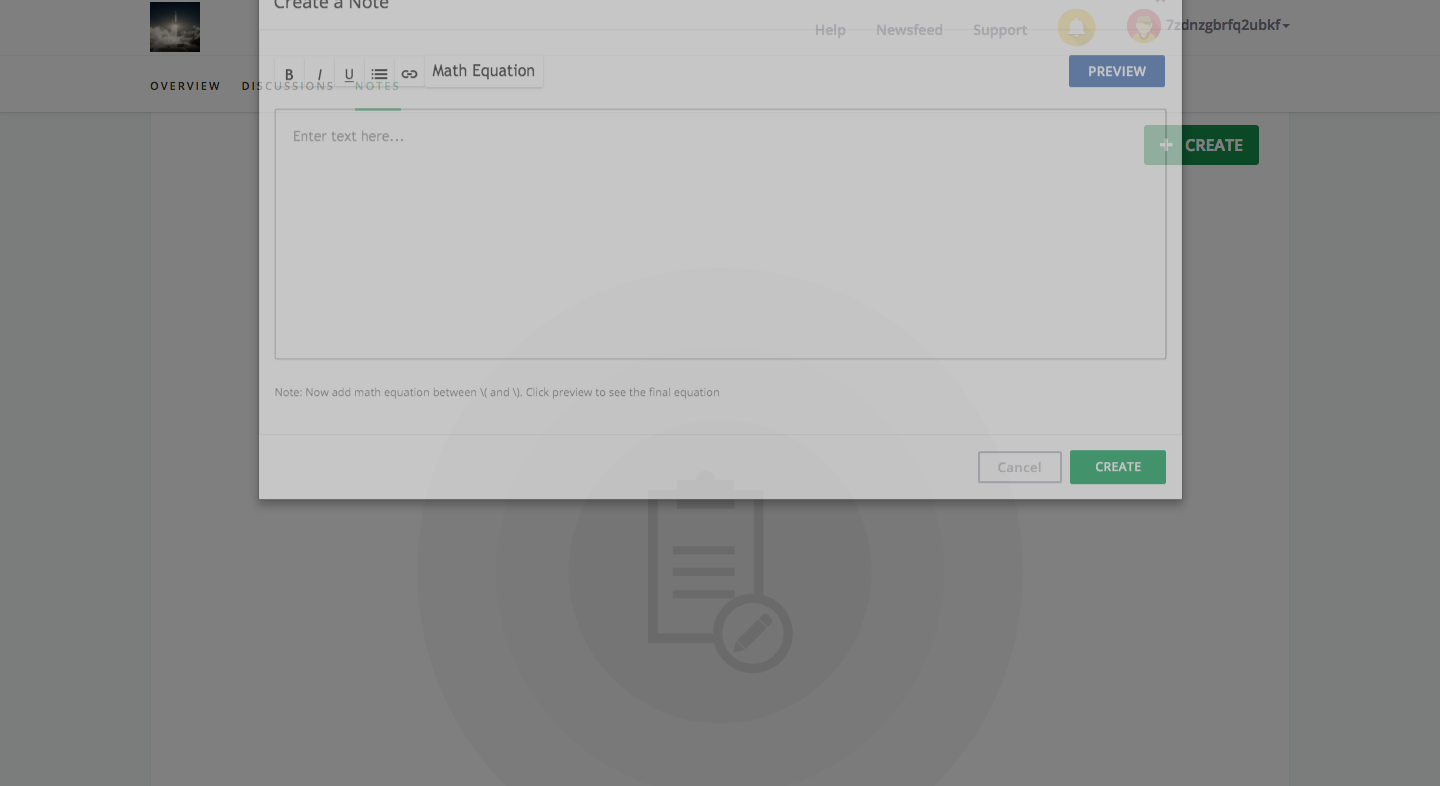 Create a Note
Help Newsfeed Support 7zdnzgbrfq2ubkf
B I U Math Equation PREVIEW
OVERVIEW DISCUSSIONS NOTES
Enter text here...
+ CREATE
Note: Now add math equation between \( and \). Click preview to see the final equation
Cancel CREATE